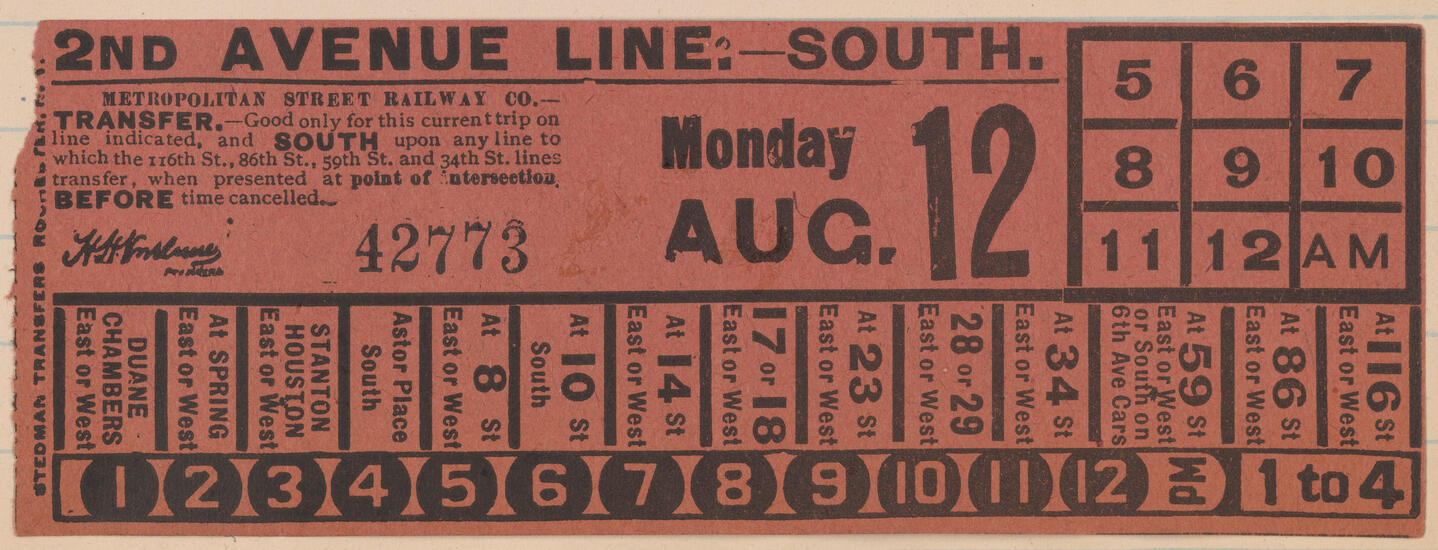 2ND AVENUE LINE:—SOUTH.
METROPOLITAN STREET RAILWAY CO.—
TRANSFER.—Good only for this current trip on
line indicated, and SOUTH upon any line to
which the 116th St., 86th St., 59th St. and 34th St. lines
transfer, when presented at point of intersection,
BEFORE time cancelled.
42773
Monday
AUG. 12
5 6 7
8 9 10
11 12 AM
STEDMAN TRANSFERS
DUANE
CHAMBERS
East or West
At SPRING
East or West
STANTON
HOUSTON
East or West
Astor Place
South
At 8 St
East or West
At 10 St
South
At 14 St
East or West
17 or 18
East or West
At 23 St
East or West
28 or 29
East or West
At 34 St
East or West
At 59 St
East or West
or South on
6th Ave Cars
At 86 St
East or West
At 116 St
East or West
1 2 3 4 5 6 7 8 9 10 11 12 PM 1 to 4